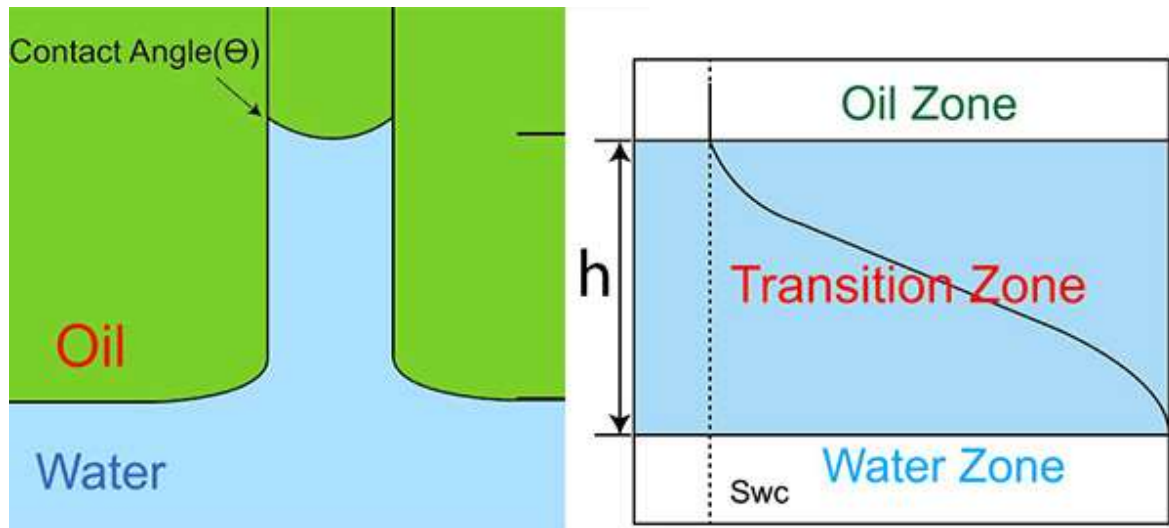 Contact Angle(Ɵ)
Oil
Water
Oil Zone
h
Transition Zone
Water Zone
Swc